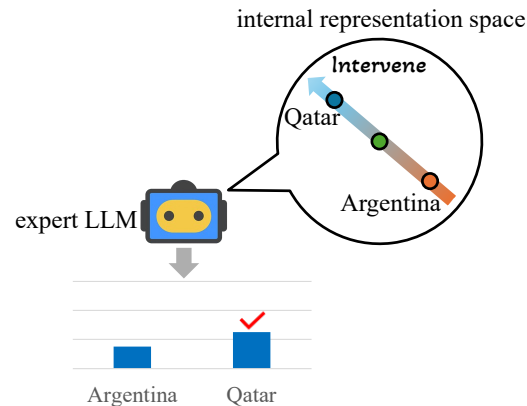 internal representation space
Intervene
Qatar
Argentina
expert LLM
Argentina
Qatar